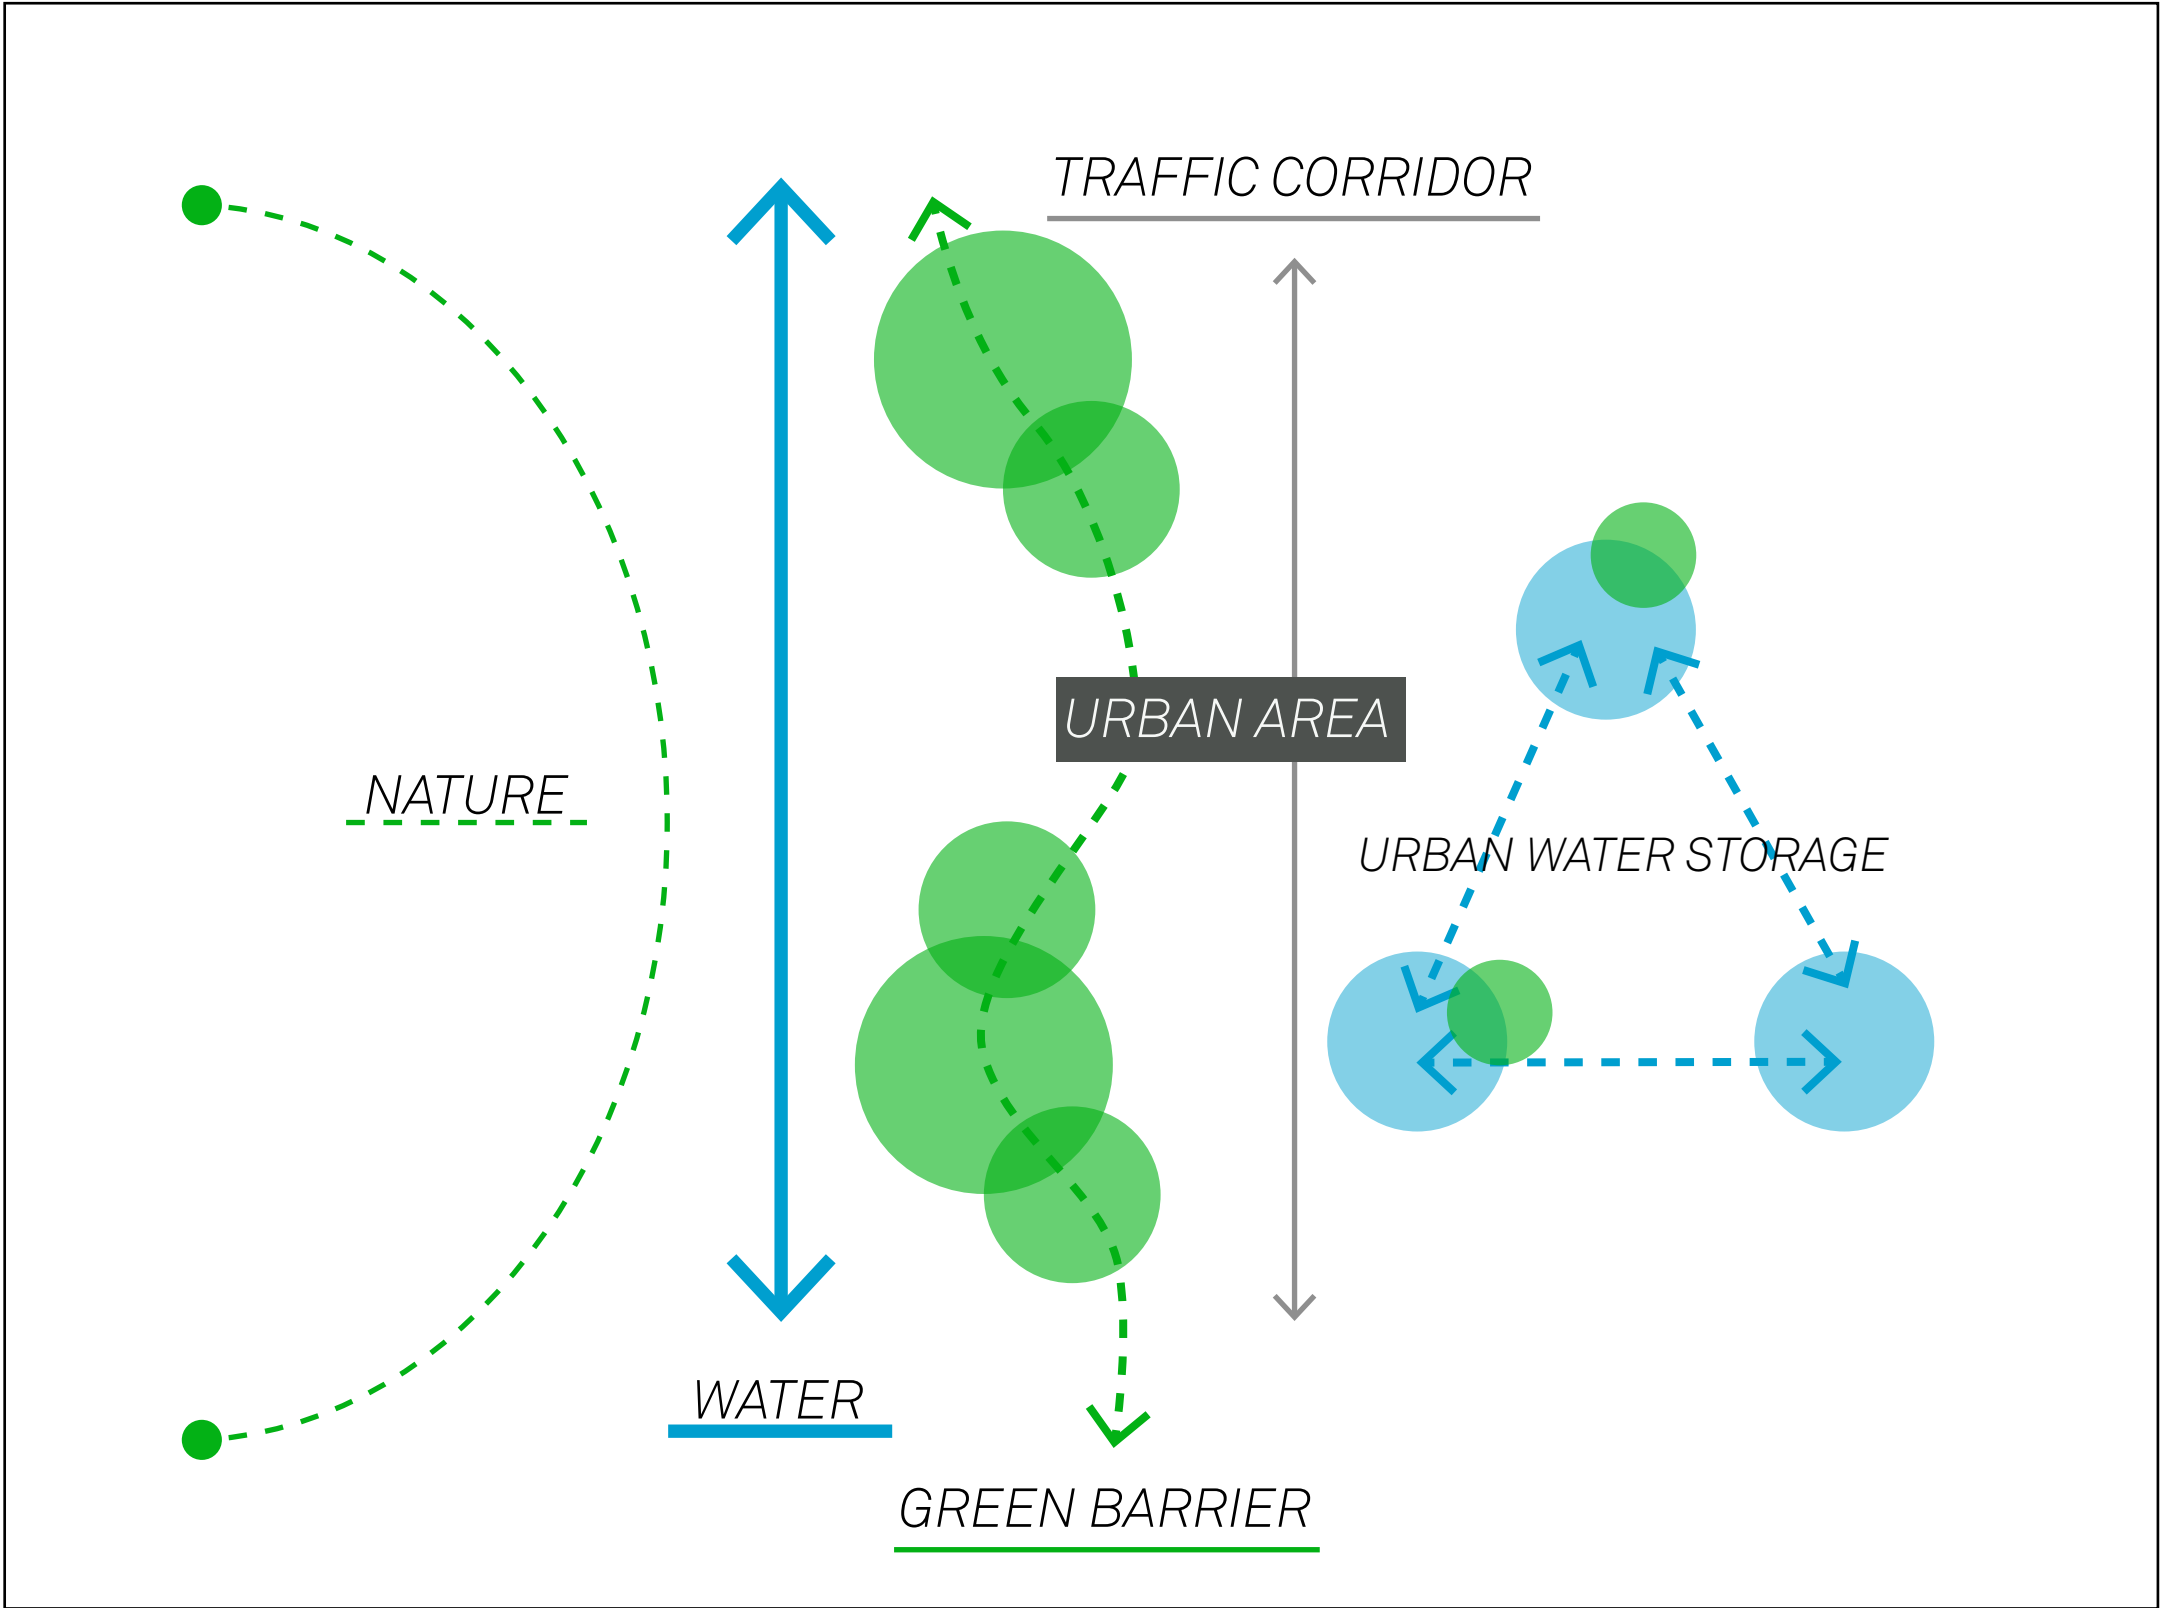 TRAFFIC CORRIDOR
URBAN AREA
NATURE
URBAN WATER STORAGE
WATER
GREEN BARRIER